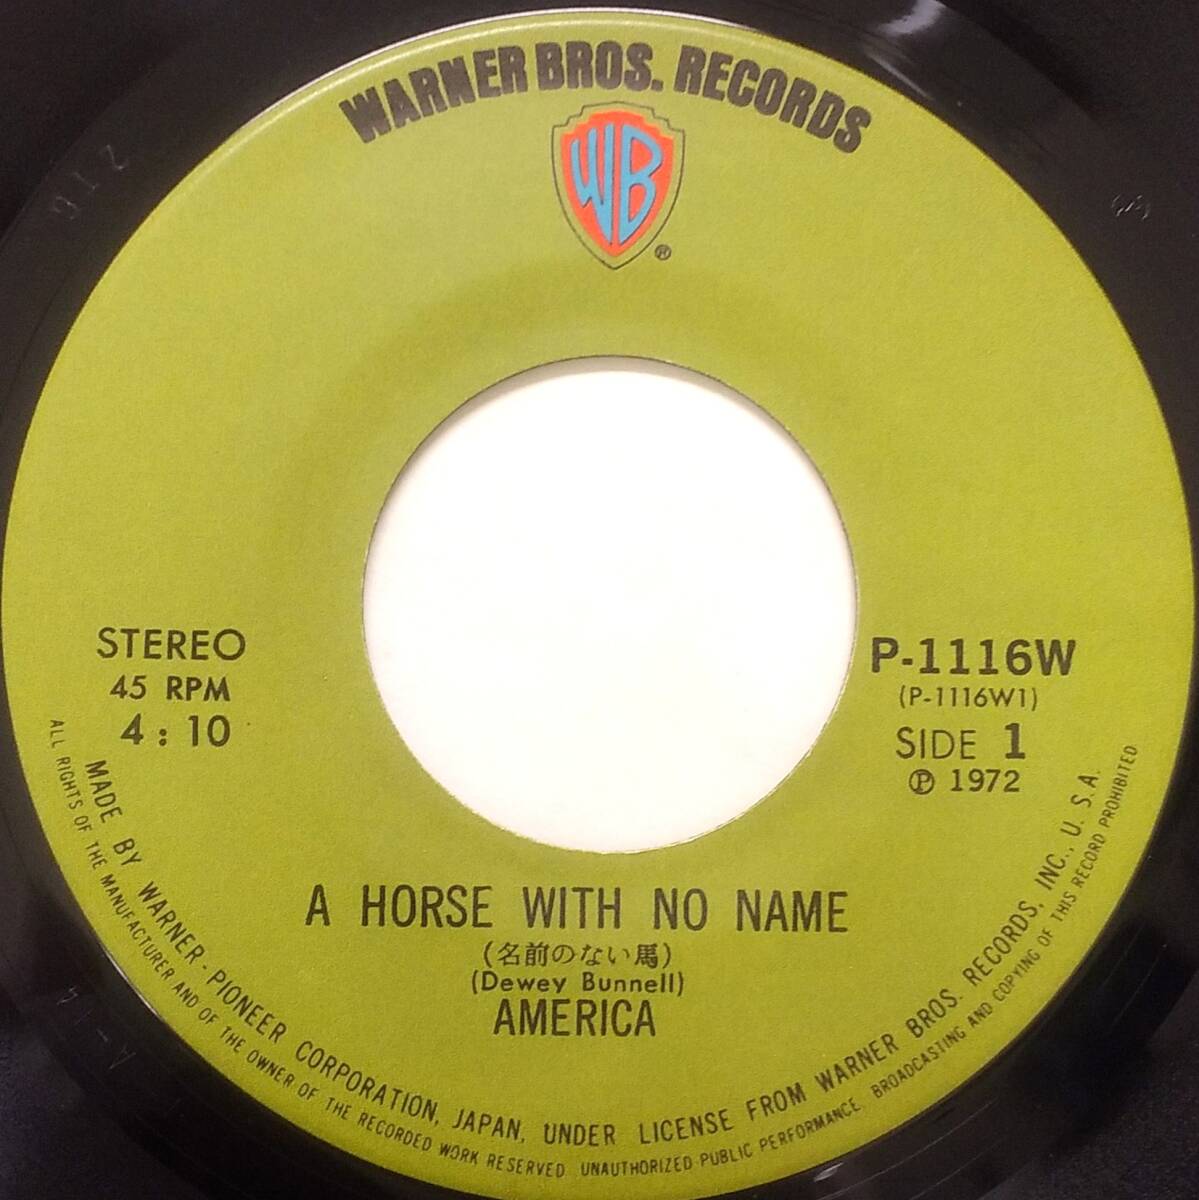 WARNER BROS. RECORDS
WB
®
STEREO
45 RPM
4:10
P-1116W
(P-1116W1)
SIDE 1
Ⓟ 1972
A HORSE WITH NO NAME
(名前のない馬)
(Dewey Bunnell)
AMERICA
MADE BY WARNER-PIONEER CORPORATION, JAPAN, UNDER LICENSE FROM WARNER BROS. RECORDS, INC., U.S.A.
ALL RIGHTS OF THE MANUFACTURER AND OF THE OWNER OF THE RECORDED WORK RESERVED. UNAUTHORIZED PUBLIC PERFORMANCE, BROADCASTING AND COPYING OF THIS RECORD PROHIBITED